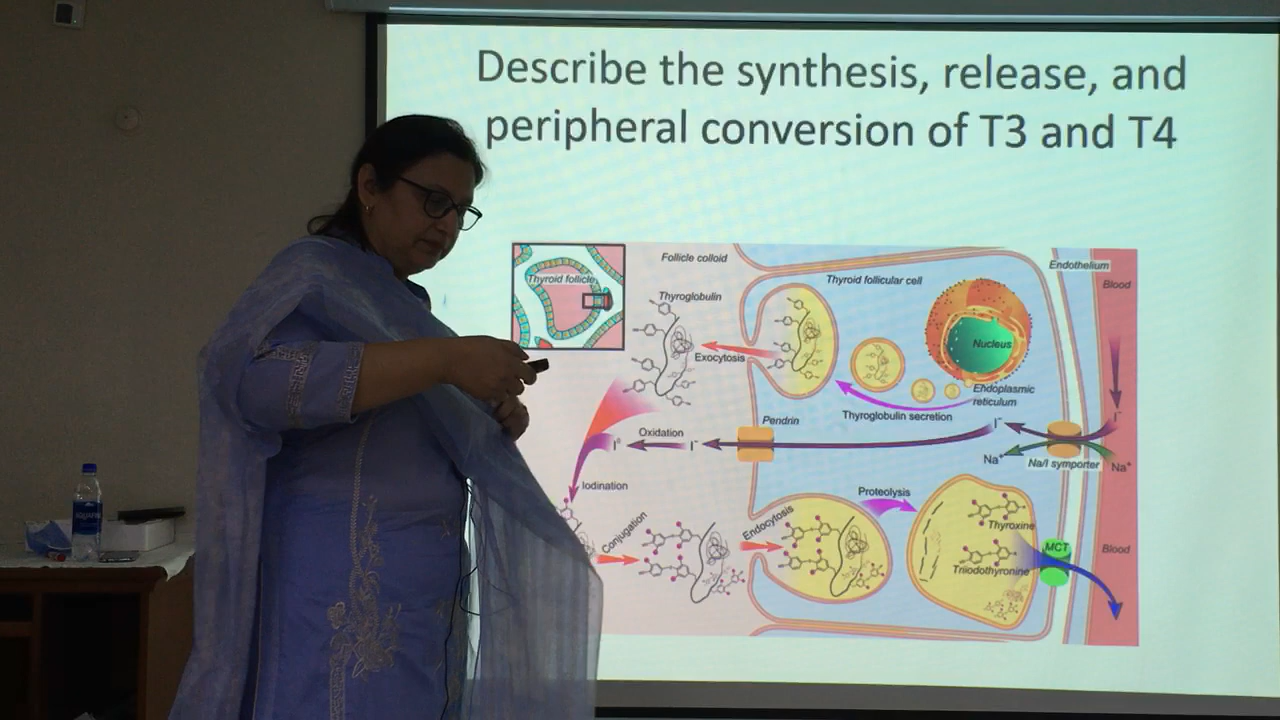 Describe the synthesis, release, and
peripheral conversion of T3 and T4
Thyroid follicle
Follicle colloid
Thyroglobulin
Exocytosis
Thyroid follicular cell
Nucleus
Endoplasmic
reticulum
Thyroglobulin secretion
Endothelium
Blood
Pendrin
I⁻
I⁻
Na⁺
Na/I symporter
Na⁺
I⁻
Oxidation
I⁰
Iodination
Conjugation
Endocytosis
Proteolysis
Thyroxine
Triiodothyronine
MCT
Blood